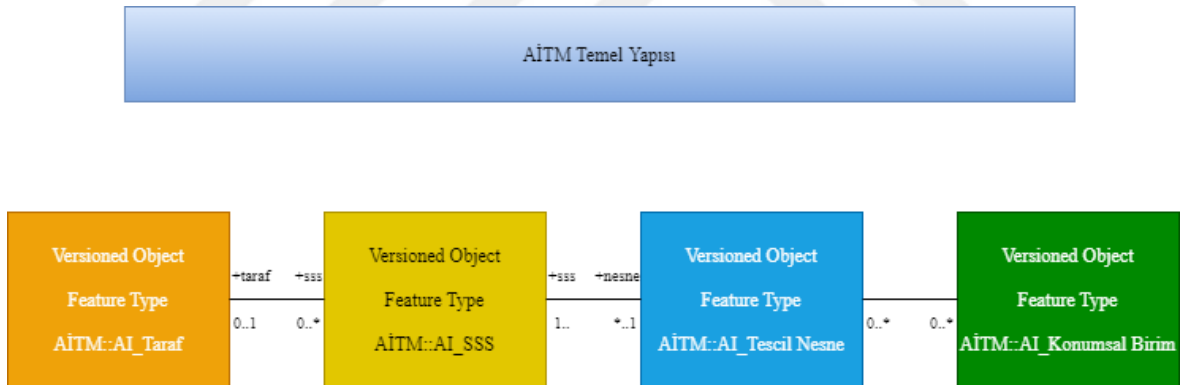 AİTM Temel Yapısı
Versioned Object
Feature Type
AİTM::AI_Taraf
+taraf
+sss
0..1
0..*
Versioned Object
Feature Type
AİTM::AI_SSS
+sss
+nesne
1..
*..1
Versioned Object
Feature Type
AİTM::AI_Tescil Nesne
0..*
0..*
Versioned Object
Feature Type
AİTM::AI_Konumsal Birim